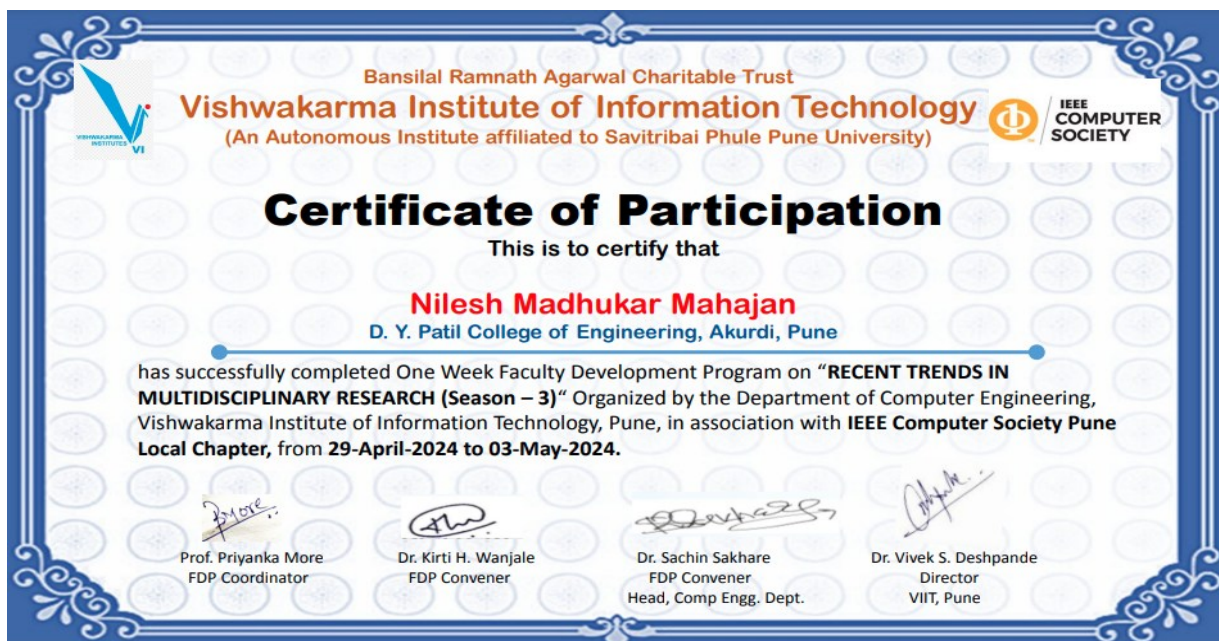 Bansilal Ramnath Agarwal Charitable Trust
Vishwakarma Institute of Information Technology
(An Autonomous Institute affiliated to Savitribai Phule Pune University)
VISHWAKARMA
INSTITUTES
VI
IEEE
COMPUTER
SOCIETY
Certificate of Participation
This is to certify that
Nilesh Madhukar Mahajan
D. Y. Patil College of Engineering, Akurdi, Pune
has successfully completed One Week Faculty Development Program on “RECENT TRENDS IN
MULTIDISCIPLINARY RESEARCH (Season – 3)“ Organized by the Department of Computer Engineering,
Vishwakarma Institute of Information Technology, Pune, in association with IEEE Computer Society Pune
Local Chapter, from 29-April-2024 to 03-May-2024.
Prof. Priyanka More
FDP Coordinator
Dr. Kirti H. Wanjale
FDP Convener
Dr. Sachin Sakhare
FDP Convener
Head, Comp Engg. Dept.
Dr. Vivek S. Deshpande
Director
VIIT, Pune